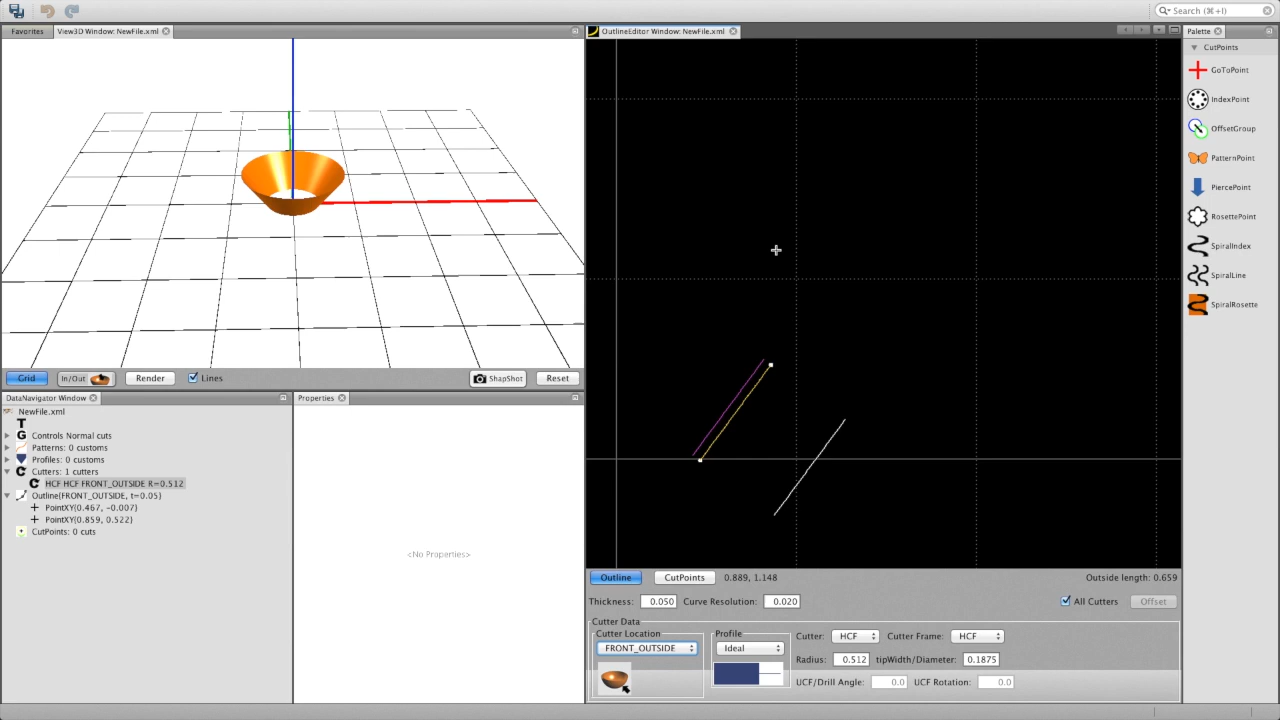 Search (⌘+I)
Favorites
View3D Window: NewFile.xml
OutlineEditor Window: NewFile.xml
Palette
CutPoints
GoToPoint
IndexPoint
OffsetGroup
PatternPoint
PiercePoint
RosettePoint
SpiralIndex
SpiralLine
SpiralRosette
Grid
In/Out
Render
Lines
ShapShot
Reset
DataNavigator Window
NewFile.xml
T
G Controls Normal cuts
Patterns: 0 customs
Profiles: 0 customs
C Cutters: 1 cutters
C HCF HCF FRONT_OUTSIDE R=0.512
Outline(FRONT_OUTSIDE, t=0.05)
PointXY(0.467, -0.007)
PointXY(0.859, 0.522)
CutPoints: 0 cuts
Properties
<No Properties>
Outline
CutPoints
0.889, 1.148
Outside length: 0.659
Thickness: 0.050
Curve Resolution: 0.020
All Cutters
Offset
Cutter Data
Cutter Location
FRONT_OUTSIDE
Profile
Ideal
Cutter: HCF
Cutter Frame: HCF
Radius: 0.512
tipWidth/Diameter: 0.1875
UCF/Drill Angle: 0.0
UCF Rotation: 0.0